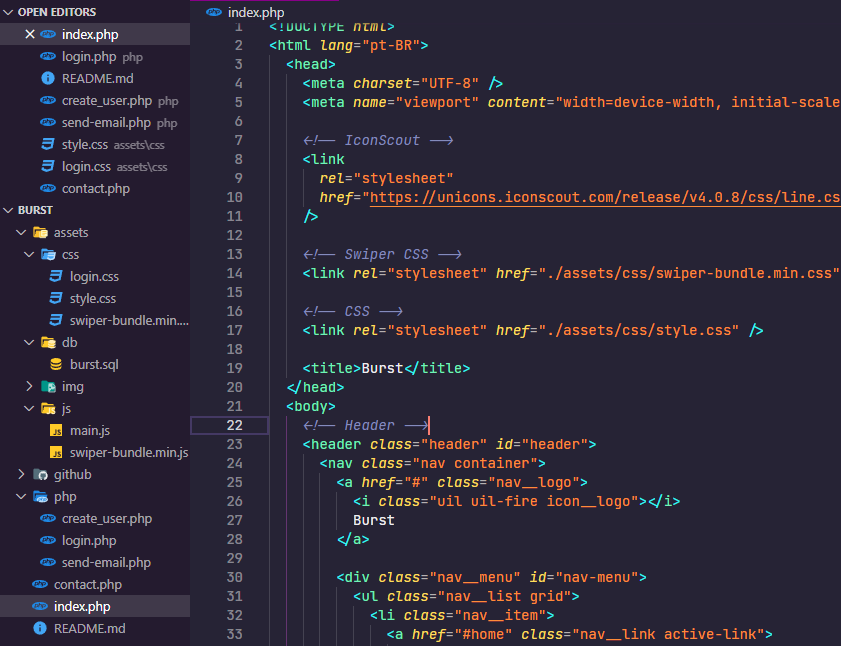 OPEN EDITORS
index.php
login.php php
README.md
create_user.php php
send-email.php php
style.css assets\css
login.css assets\css
contact.php
BURST
assets
css
login.css
style.css
swiper-bundle.min....
db
burst.sql
img
js
main.js
swiper-bundle.min.js
github
php
create_user.php
login.php
send-email.php
contact.php
index.php
README.md
index.php
1 <!DOCTYPE html>
2 <html lang="pt-BR">
3 <head>
4 <meta charset="UTF-8" />
5 <meta name="viewport" content="width=device-width, initial-scale
6
7 <!-- IconScout -->
8 <link
9 rel="stylesheet"
10 href="https://unicons.iconscout.com/release/v4.0.8/css/line.cs
11 />
12
13 <!-- Swiper CSS -->
14 <link rel="stylesheet" href="./assets/css/swiper-bundle.min.css"
15
16 <!-- CSS -->
17 <link rel="stylesheet" href="./assets/css/style.css" />
18
19 <title>Burst</title>
20 </head>
21 <body>
22 <!-- Header -->
23 <header class="header" id="header">
24 <nav class="nav container">
25 <a href="#" class="nav__logo">
26 <i class="uil uil-fire icon__logo"></i>
27 Burst
28 </a>
29
30 <div class="nav__menu" id="nav-menu">
31 <ul class="nav__list grid">
32 <li class="nav__item">
33 <a href="#home" class="nav__link active-link">